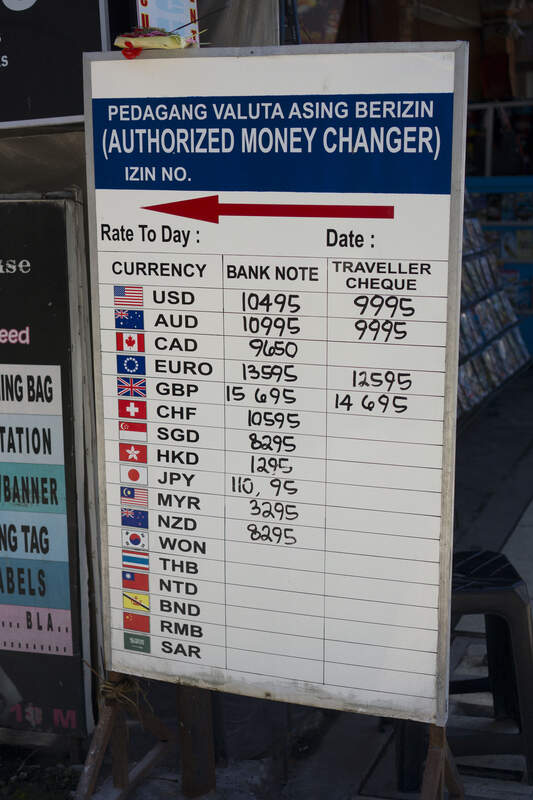 PEDAGANG VALUTA ASING BERIZIN
(AUTHORIZED MONEY CHANGER)
IZIN NO.
Rate To Day : Date :
CURRENCY BANK NOTE TRAVELLER CHEQUE
USD 10495 9995
AUD 10995 9995
CAD 9650
EURO 13595 12595
GBP 15 695 14 695
CHF 10595
SGD 8295
HKD 1295
JPY 110, 95
MYR 3295
NZD 8295
WON
THB
NTD
BND
RMB
SAR
eed
ING BAG
TATION
BANNER
NG TAG
ABELS
...BLA..